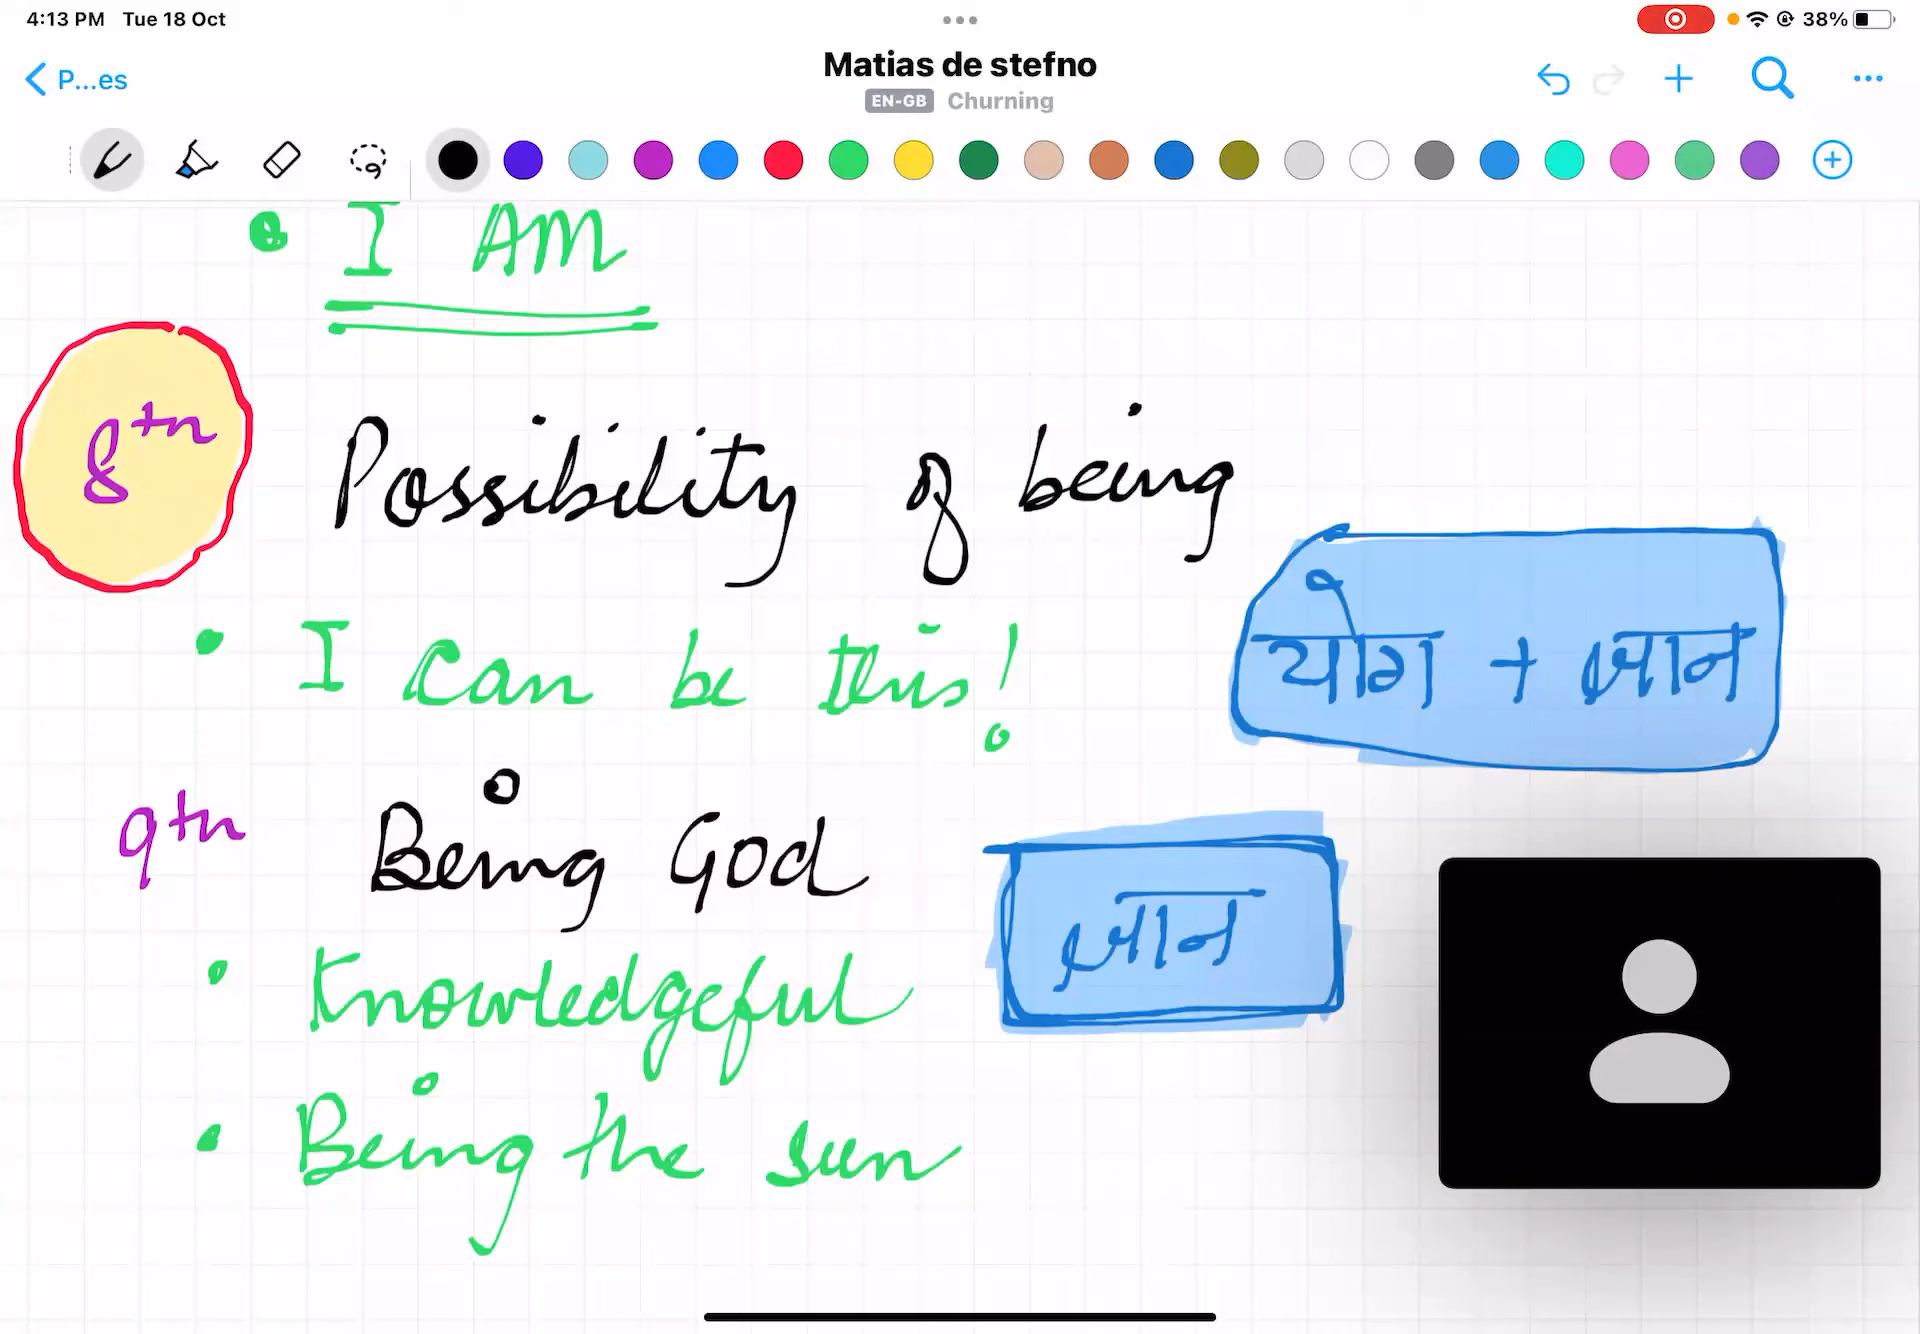 4:13 PM Tue 18 Oct
38%
P...es
Matias de stefno
EN-GB Churning
• I AM
8th Possibility of being
• I can be this!
योग + ज्ञान
9th Being God
ज्ञान
• Knowledgeful
• Being the sun